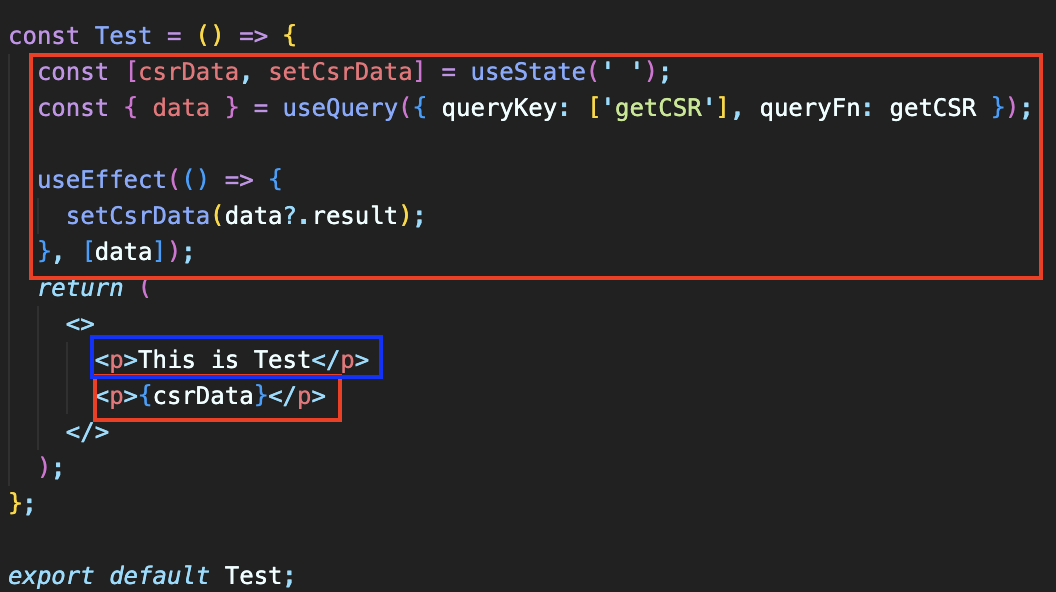 const Test = () => {
const [csrData, setCsrData] = useState(' ');
const { data } = useQuery({ queryKey: ['getCSR'], queryFn: getCSR });
useEffect(() => {
setCsrData(data?.result);
}, [data]);
return (
<>
<p>This is Test</p>
<p>{csrData}</p>
</>
);
};
export default Test;